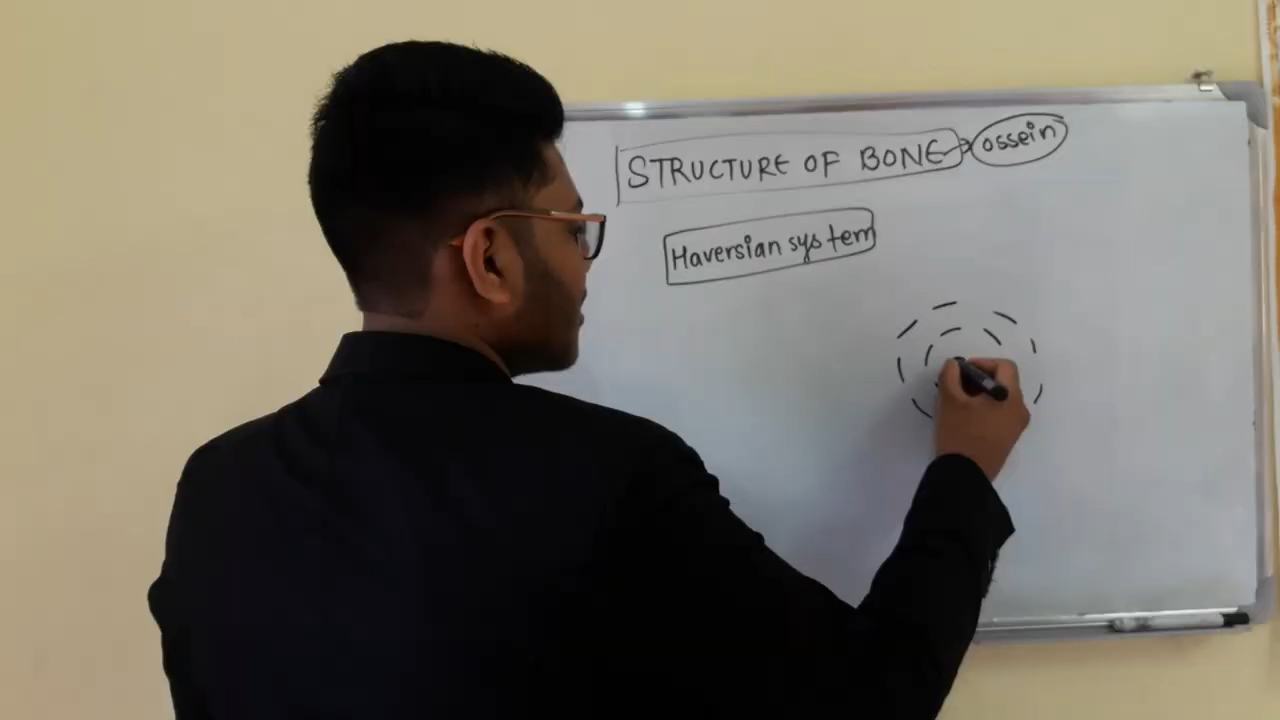 STRUCTURE OF BONE → ossein
Haversian system